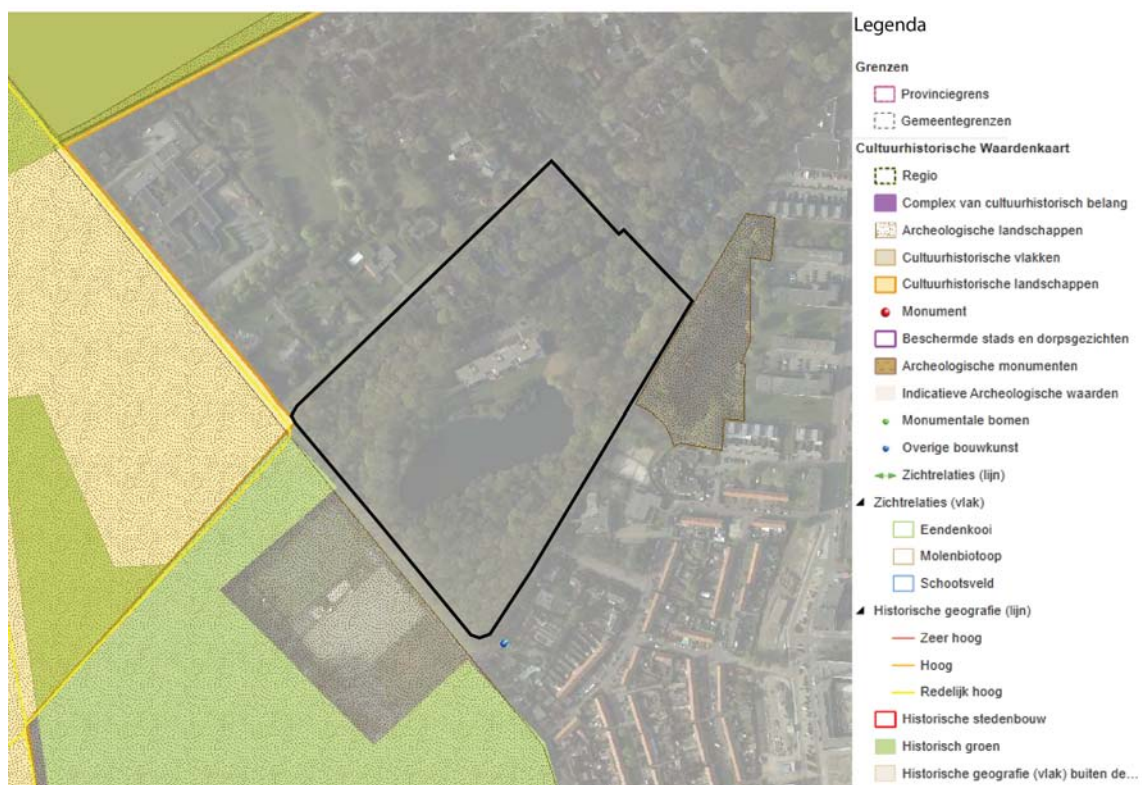 Legenda
Grenzen
Provinciegrens
Gemeentegrenzen
Cultuurhistorische Waardenkaart
Regio
Complex van cultuurhistorisch belang
Archeologische landschappen
Cultuurhistorische vlakken
Cultuurhistorische landschappen
Monument
Beschermde stads en dorpsgezichten
Archeologische monumenten
Indicatieve Archeologische waarden
Monumentale bomen
Overige bouwkunst
Zichtrelaties (lijn)
Zichtrelaties (vlak)
Eendenkooi
Molenbiotoop
Schootsveld
Historische geografie (lijn)
Zeer hoog
Hoog
Redelijk hoog
Historische stedenbouw
Historisch groen
Historische geografie (vlak) buiten de...